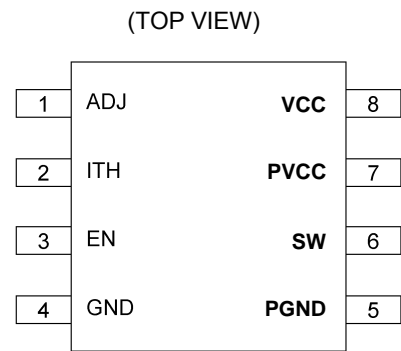 (TOP VIEW)
1 ADJ VCC 8
2 ITH PVCC 7
3 EN SW 6
4 GND PGND 5